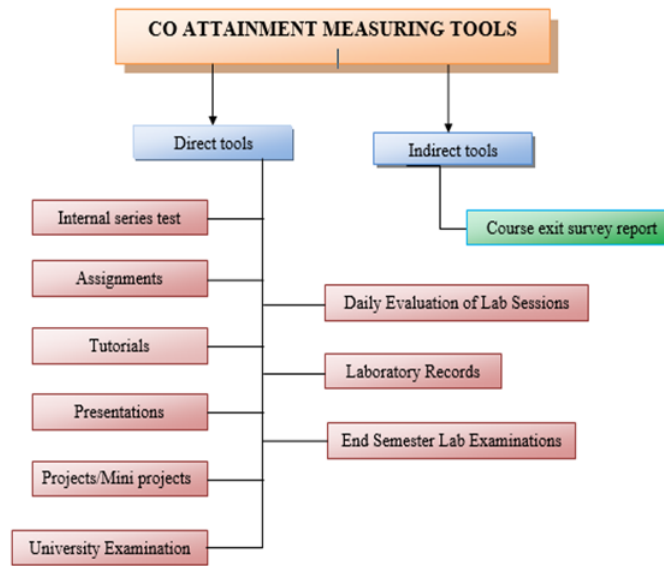 CO ATTAINMENT MEASURING TOOLS
Direct tools
Indirect tools
Internal series test
Course exit survey report
Assignments
Daily Evaluation of Lab Sessions
Tutorials
Laboratory Records
Presentations
End Semester Lab Examinations
Projects/Mini projects
University Examination